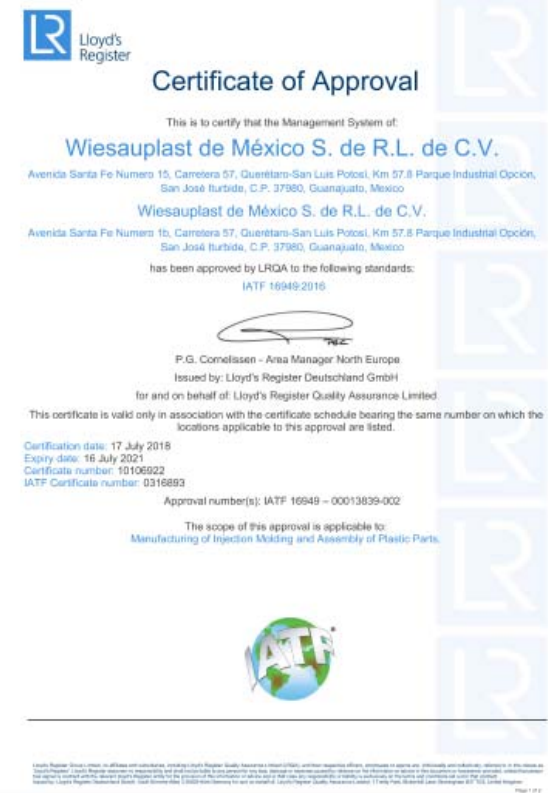 LR
Lloyd's
Register
Certificate of Approval
This is to certify that the Management System of:
Wiesauplast de México S. de R.L. de C.V.
Avenida Santa Fe Numero 15, Carretera 57, Querétaro-San Luis Potosí, Km 57.8 Parque Industrial Opción,
San José Iturbide, C.P. 37980, Guanajuato, Mexico
Wiesauplast de México S. de R.L. de C.V.
Avenida Santa Fe Numero 15, Carretera 57, Querétaro-San Luis Potosí, Km 57.8 Parque Industrial Opción,
San José Iturbide, C.P. 37980, Guanajuato, Mexico
has been approved by LRQA to the following standards:
IATF 16949:2016
P.G. Cornelissen - Area Manager North Europe
Issued by: Lloyd's Register Deutschland GmbH
for and on behalf of: Lloyd's Register Quality Assurance Limited
This certificate is valid only in association with the certificate schedule bearing the same number on which the
locations applicable to this approval are listed.
Certification date: 17 July 2018
Expiry date: 16 July 2021
Certificate number: 10106922
IATF Certificate number: 0316893
Approval number(s): IATF 16949 – 00013839-002
The scope of this approval is applicable to:
Manufacturing of Injection Molding and Assembly of Plastic Parts.
IATF
Page 1 of 2